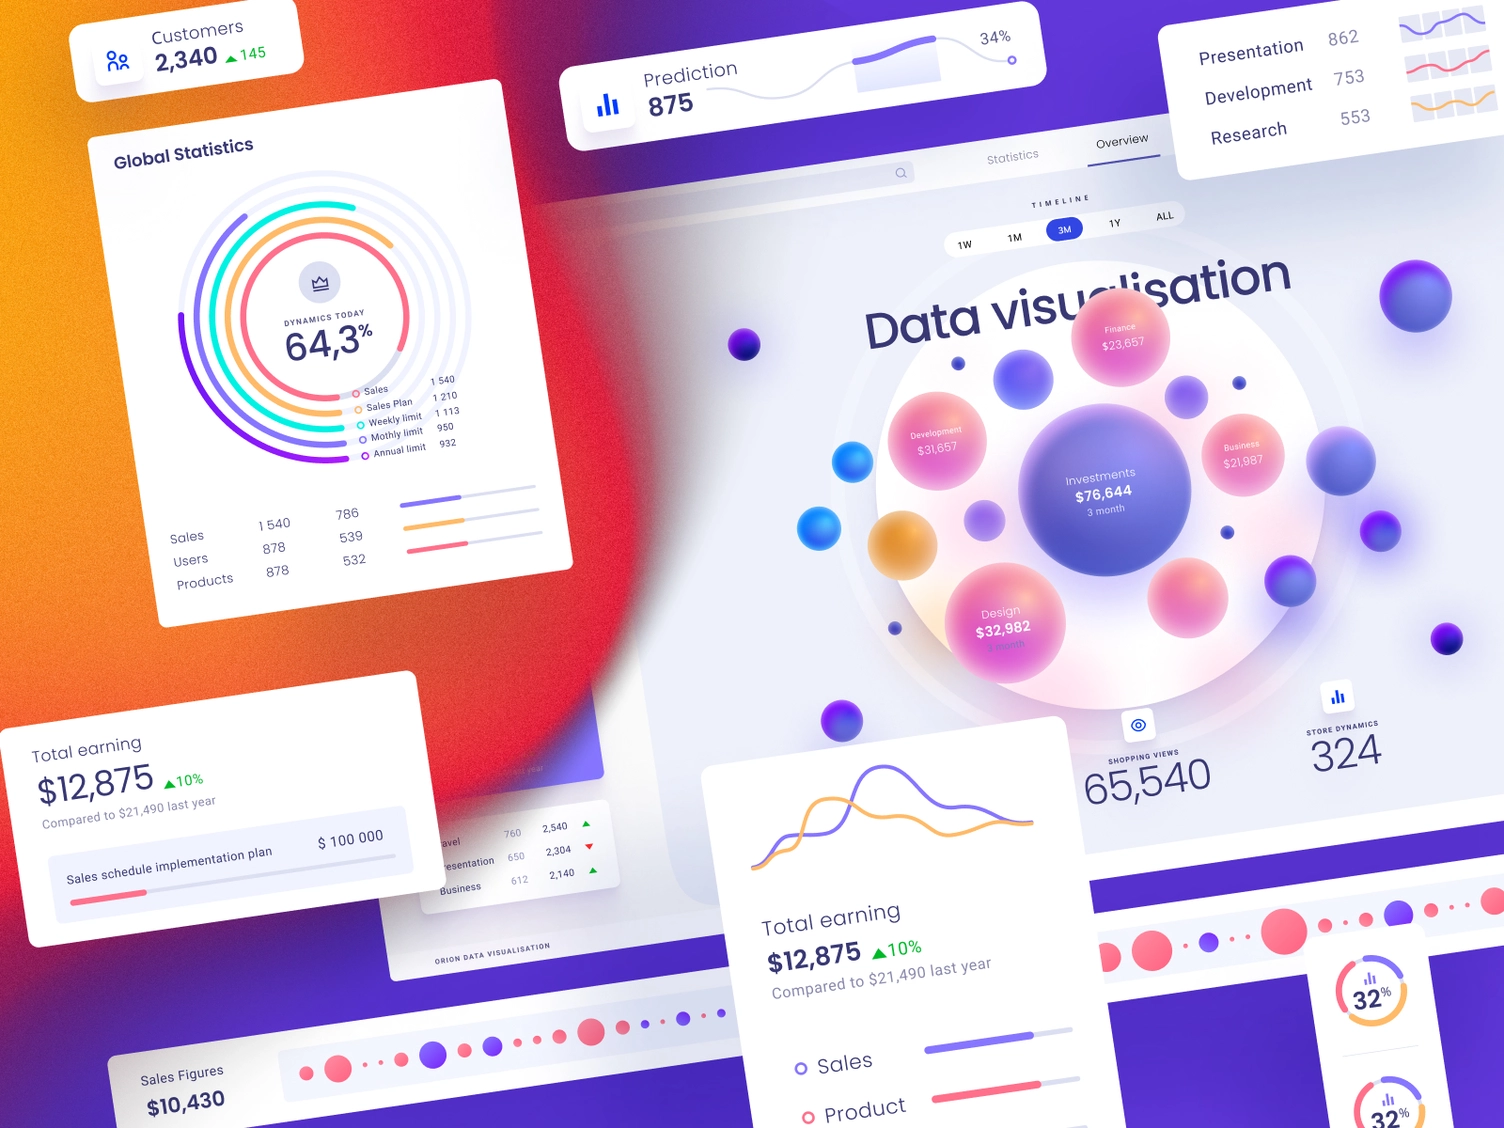 Customers
2,340 ▲145
Global Statistics
DYNAMICS TODAY
64,3%
Sales 1 540
Sales Plan 1 210
Weekly limit 1 113
Mothly limit 950
Annual limit 932
Sales 1 540 786
Users 878 539
Products 878 532
Prediction
875
34%
Presentation 862
Development 753
Research 553
Statistics
Overview
TIMELINE
1W 1M 3M 1Y ALL
Data visualisation
Finance
$23,657
Development
$31,657
Business
$21,987
Investments
$76,644
3 month
Design
$32,982
month
SHOPPING VIEWS
65,540
STORE DYNAMICS
324
Total earning
$12,875 ▲10%
Compared to $21,490 last year
Sales schedule implementation plan $ 100 000
year
avel 760 2,540 ▲
esentation 650 2,304 ▼
Business 612 2,140 ▲
ORION DATA VISUALISATION
Total earning
$12,875 ▲10%
Compared to $21,490 last year
Sales
Product
Sales Figures
$10,430
32%
32%